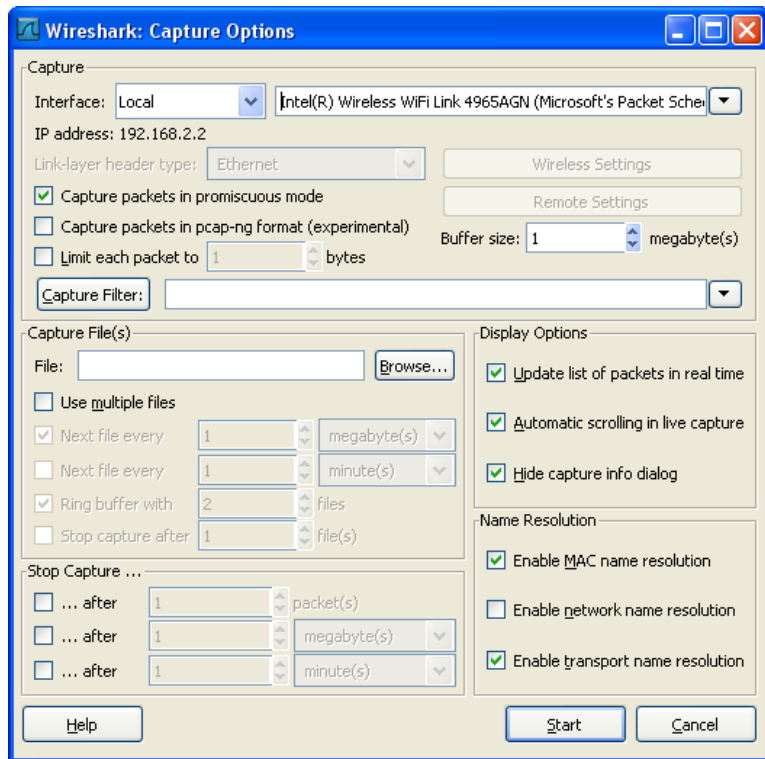 Wireshark: Capture Options
Capture
Interface: Local Intel(R) Wireless WiFi Link 4965AGN (Microsoft's Packet Sche
IP address: 192.168.2.2
Link-layer header type: Ethernet Wireless Settings
Capture packets in promiscuous mode Remote Settings
Capture packets in pcap-ng format (experimental)
Buffer size: 1 megabyte(s)
Limit each packet to 1 bytes
Capture Filter:
Capture File(s)
File: Browse...
Use multiple files
Next file every 1 megabyte(s)
Next file every 1 minute(s)
Ring buffer with 2 files
Stop capture after 1 file(s)
Stop Capture ...
... after 1 packet(s)
... after 1 megabyte(s)
... after 1 minute(s)
Display Options
Update list of packets in real time
Automatic scrolling in live capture
Hide capture info dialog
Name Resolution
Enable MAC name resolution
Enable network name resolution
Enable transport name resolution
Help Start Cancel